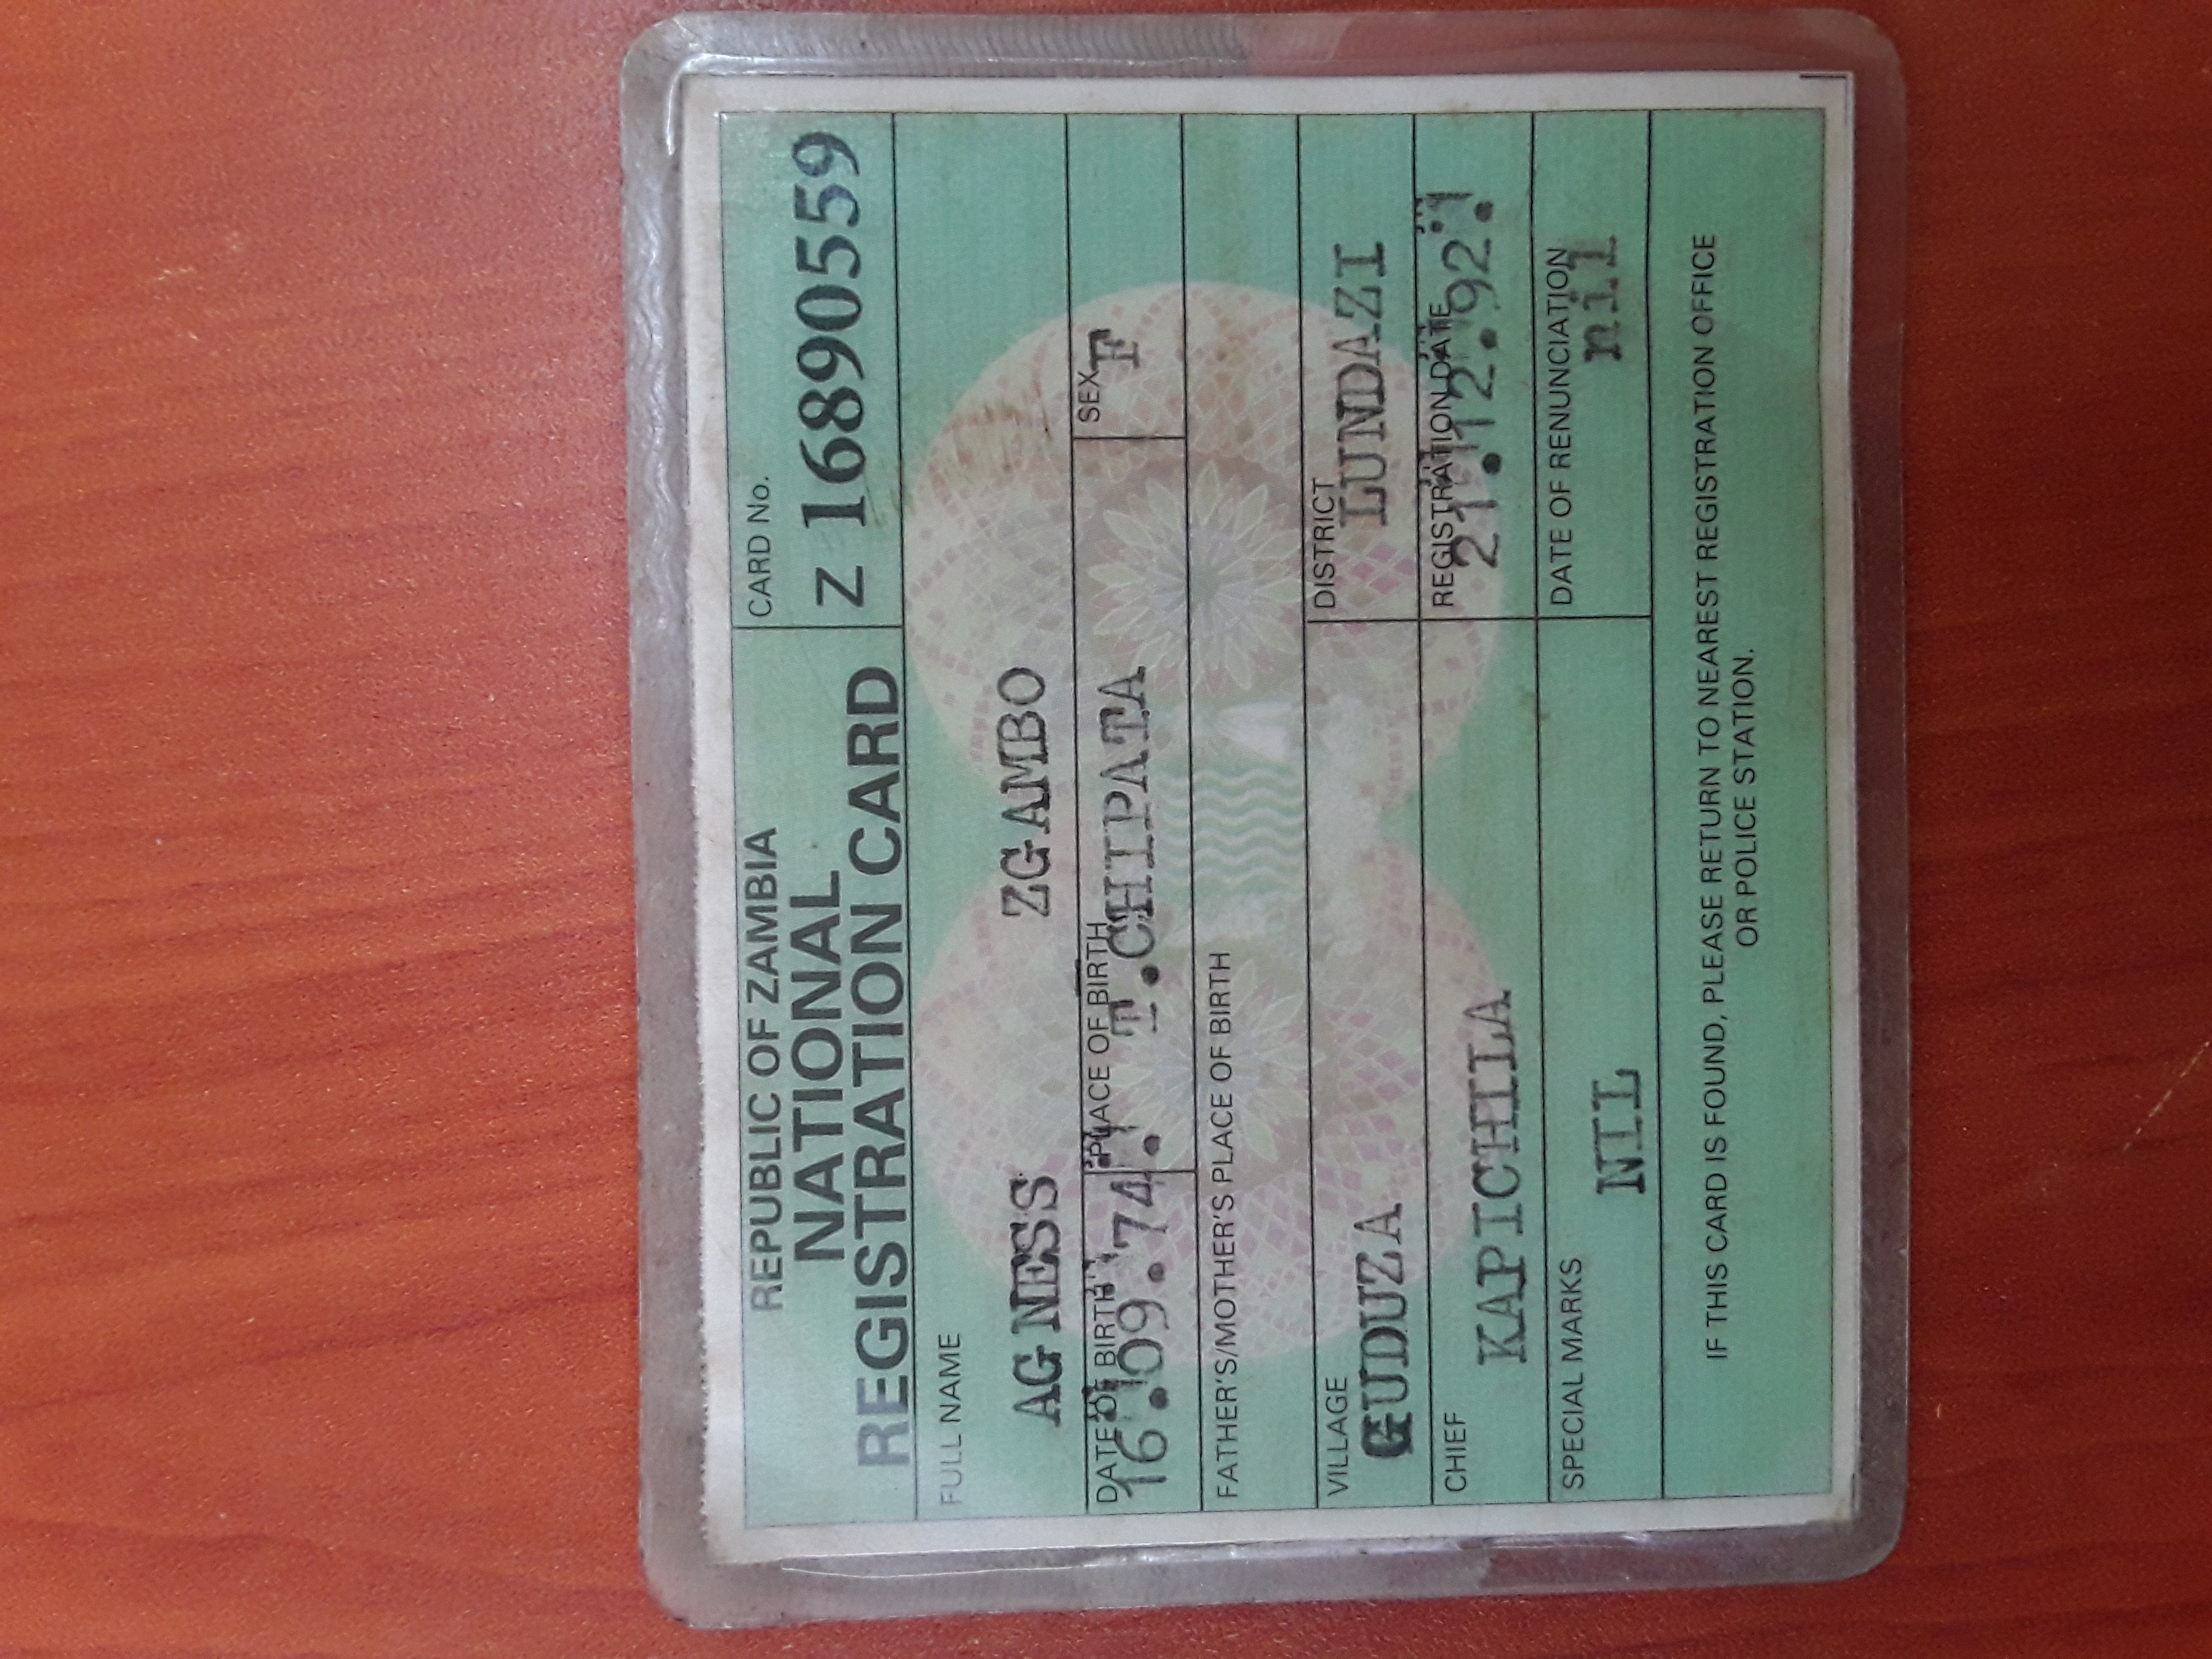 REPUBLIC OF ZAMBIA
NATIONAL
REGISTRATION CARD
CARD No.
Z 16890559
FULL NAME
AGNESS ZGAMBO
DATE OF BIRTH PLACE OF BIRTH SEX
16.09.74. T.CHIPATA F
FATHER'S/MOTHER'S PLACE OF BIRTH
VILLAGE DISTRICT
GUDUZA LUNDAZI
CHIEF REGISTRATION DATE
KAPICHILA 21.12.92.
SPECIAL MARKS DATE OF RENUNCIATION
NIL nil
IF THIS CARD IS FOUND, PLEASE RETURN TO NEAREST REGISTRATION OFFICE
OR POLICE STATION.